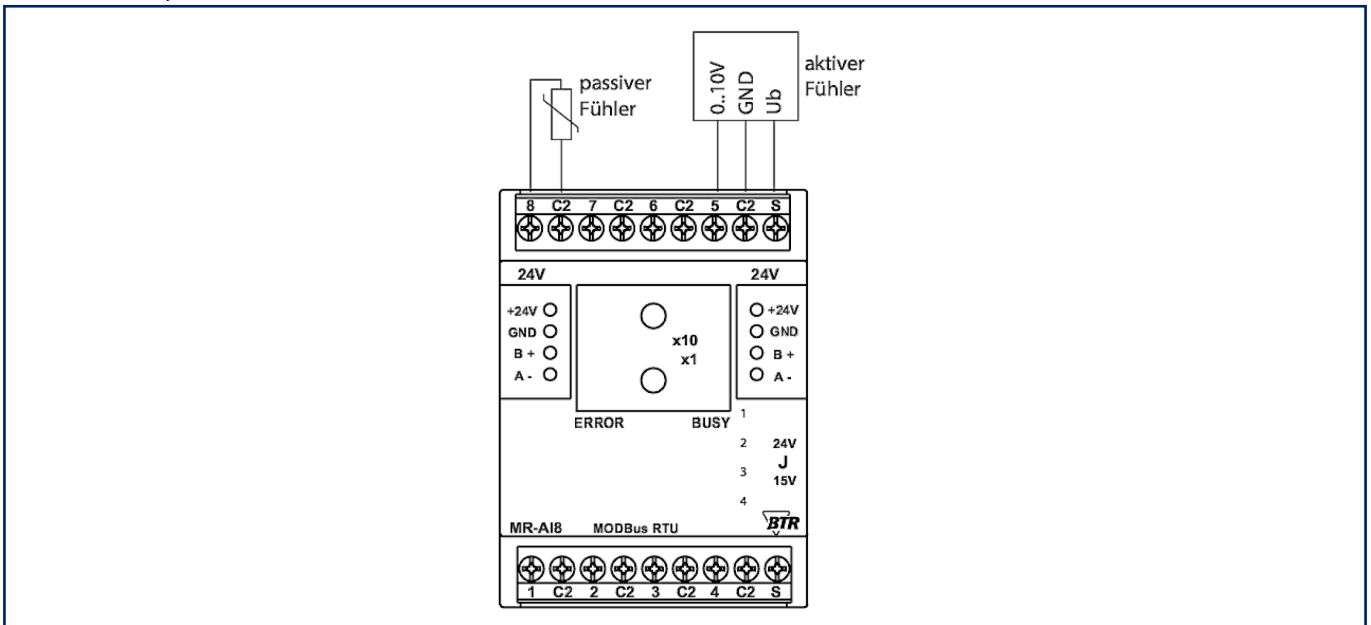 passiver
Fühler
0..10V
GND
Ub
aktiver
Fühler
8 C2 7 C2 6 C2 5 C2 S
24V
24V
+24V
GND
B +
A -
x10
x1
+24V
GND
B +
A -
ERROR
BUSY
1
2
3
4
24V
J
15V
MR-AI8
MODBus RTU
BTR
1 C2 2 C2 3 C2 4 C2 S